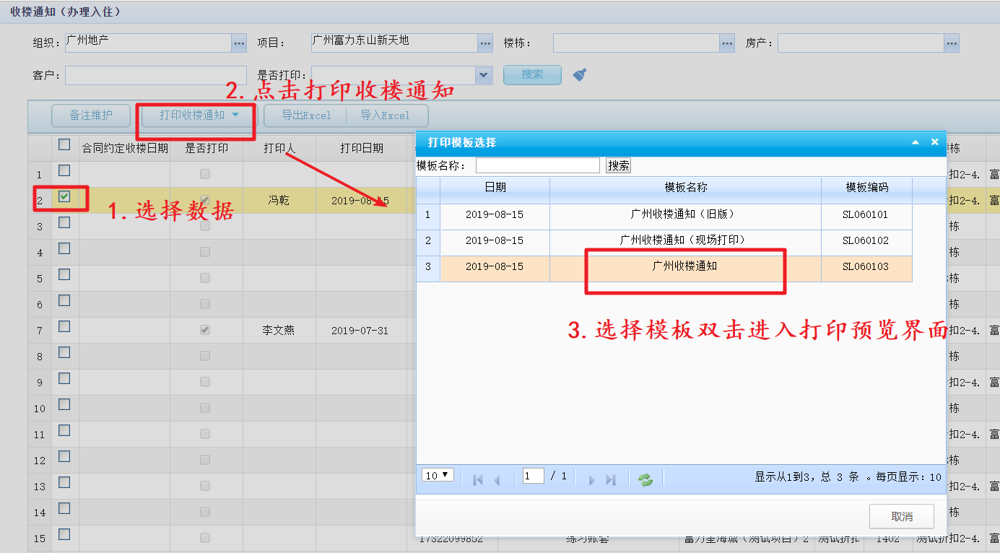 收楼通知（办理入住）
组织： 广州地产 ... 项目： 广州富力东山新天地 ... 楼栋： ... 房产： ...
客户： 是否打印： 搜索
2.点击打印收楼通知
备注维护 打印收楼通知 导出Excel 导入Excel
合同约定收楼日期 是否打印 打印人 打印日期 栋
打印模板选择
模板名称： 搜索
日期 模板名称 模板编码
1 2019-08-15 广州收楼通知（旧版） SL060101
2 2019-08-15 广州收楼通知（现场打印） SL060102
3 2019-08-15 广州收楼通知 SL060103
3.选择模板双击进入打印预览界面
10 1 / 1 显示从1到3，总 3 条 。每页显示：10
取消
1 扣2-4. 富
2 冯乾 2019-08-15 扣2-4. 富
1.选择数据
3 栋
4 栋
5 栋
6 栋
7 李文燕 2019-07-31 扣2-4. 富
8 栋
9 扣2-4. 富
10 栋
11 扣2-4. 富
12 栋
13 扣2-4. 富
14 栋
15 17322099852 练习账套 富力星海城（测试项目）2 测试折扣 1402 测试折扣2-4. 富